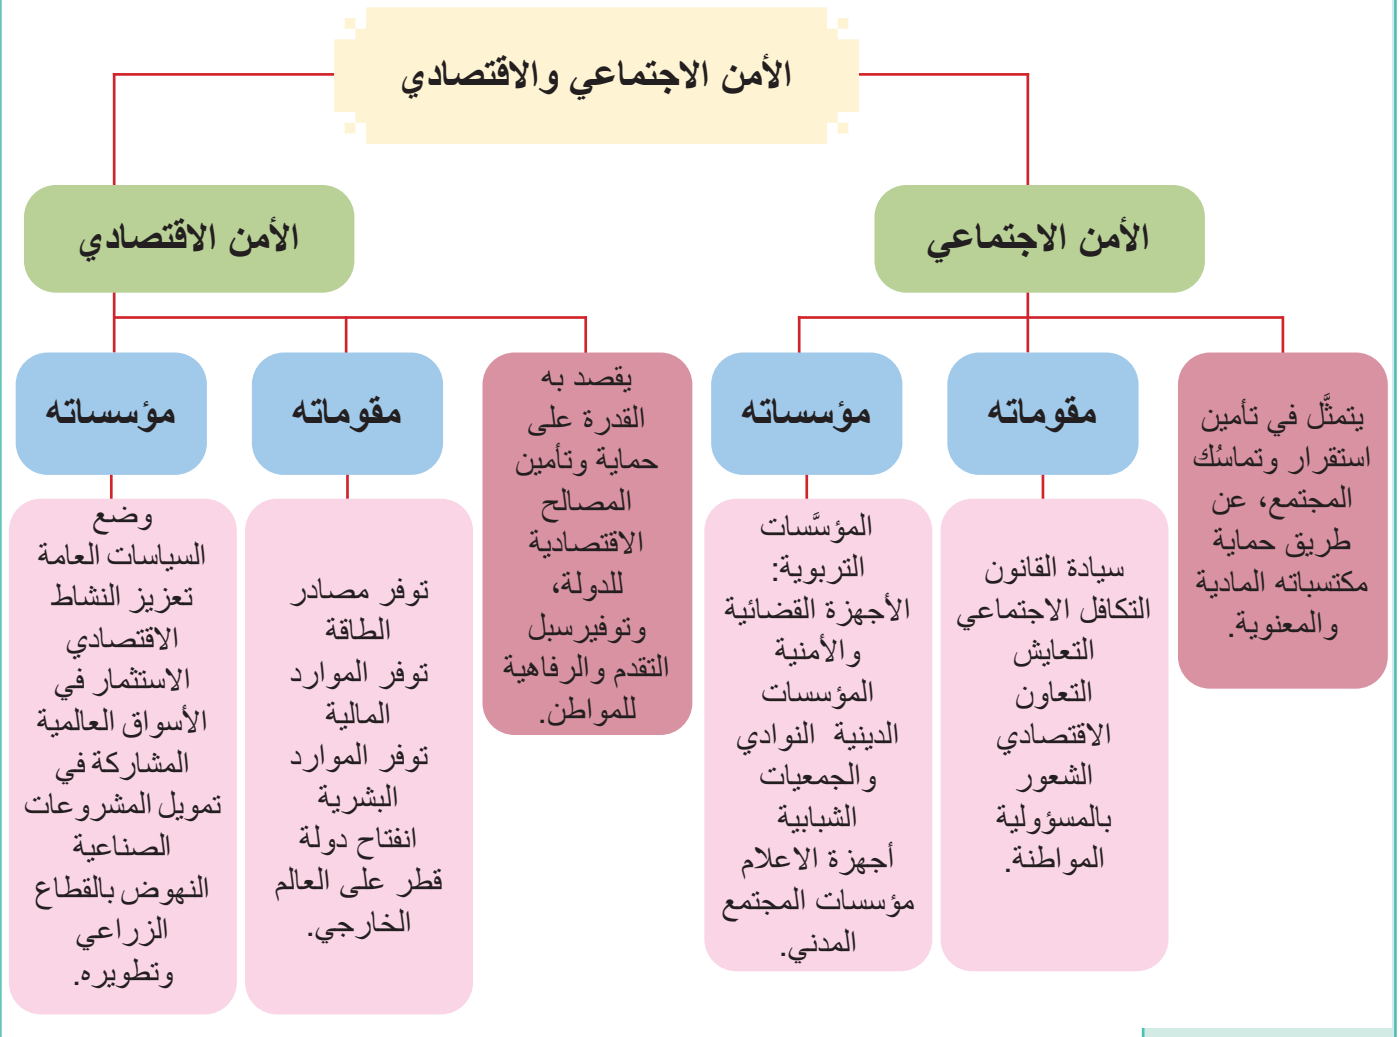 الأمن الاجتماعي والاقتصادي
الأمن الاجتماعي
يتمثَّل في تأمين
استقرار وتماسُك
المجتمع، عن
طريق حماية
مكتسباته المادية
والمعنوية.
مقوماته
سيادة القانون
التكافل الاجتماعي
التعايش
التعاون
الاقتصادي
الشعور
بالمسؤولية
المواطنة.
مؤسساته
المؤسَّسات
التربوية:
الأجهزة القضائية
والأمنية
المؤسسات
الدينية النوادي
والجمعيات
الشبابية
أجهزة الاعلام
مؤسسات المجتمع
المدني.
الأمن الاقتصادي
يقصد به
القدرة على
حماية وتأمين
المصالح
الاقتصادية
للدولة،
وتوفيرسبل
التقدم والرفاهية
للمواطن.
مقوماته
توفر مصادر
الطاقة
توفر الموارد
المالية
توفر الموارد
البشرية
انفتاح دولة
قطر على العالم
الخارجي.
مؤسساته
وضع
السياسات العامة
تعزيز النشاط
الاقتصادي
الاستثمار في
الأسواق العالمية
المشاركة في
تمويل المشروعات
الصناعية
النهوض بالقطاع
الزراعي
وتطويره.